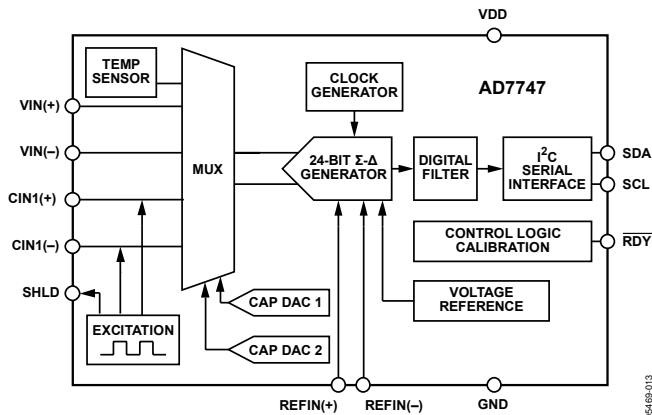 VDD
TEMP
SENSOR
CLOCK
GENERATOR
AD7747
VIN(+)
VIN(–)
MUX
24-BIT Σ-Δ
GENERATOR
DIGITAL
FILTER
I²C
SERIAL
INTERFACE
SDA
SCL
CIN1(+)
CIN1(–)
CONTROL LOGIC
CALIBRATION
RDY
SHLD
EXCITATION
CAP DAC 1
CAP DAC 2
VOLTAGE
REFERENCE
REFIN(+)
REFIN(–)
GND
05469-013